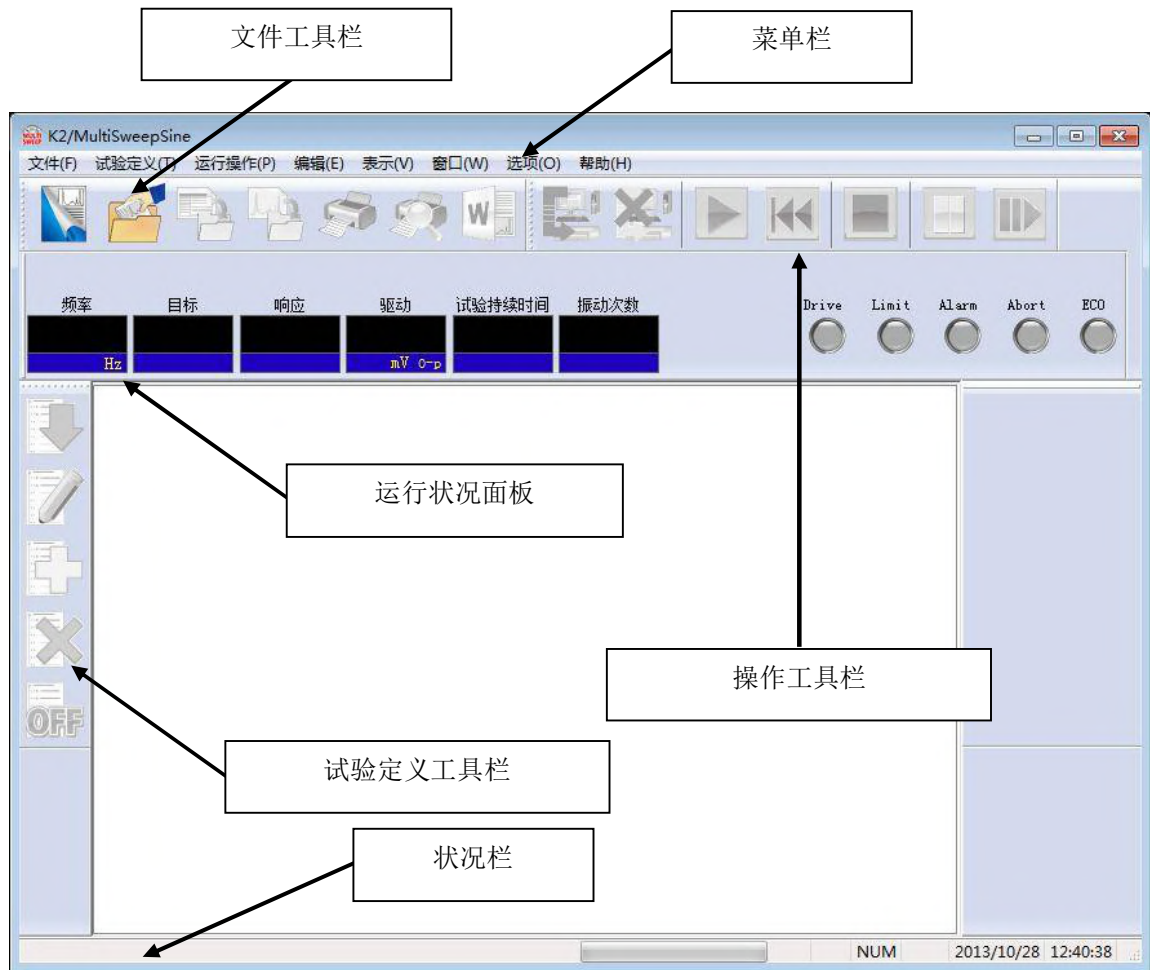 文件工具栏
菜单栏
MULTI SWEEP
K2/MultiSweepSine
文件(F) 试验定义(T) 运行操作(P) 编辑(E) 表示(V) 窗口(W) 选项(O) 帮助(H)
W
频率 目标 响应 驱动 试验持续时间 振动次数 Drive Limit Alarm Abort ECO
Hz mV 0-p
运行状况面板
操作工具栏
OFF
试验定义工具栏
状况栏
NUM 2013/10/28 12:40:38